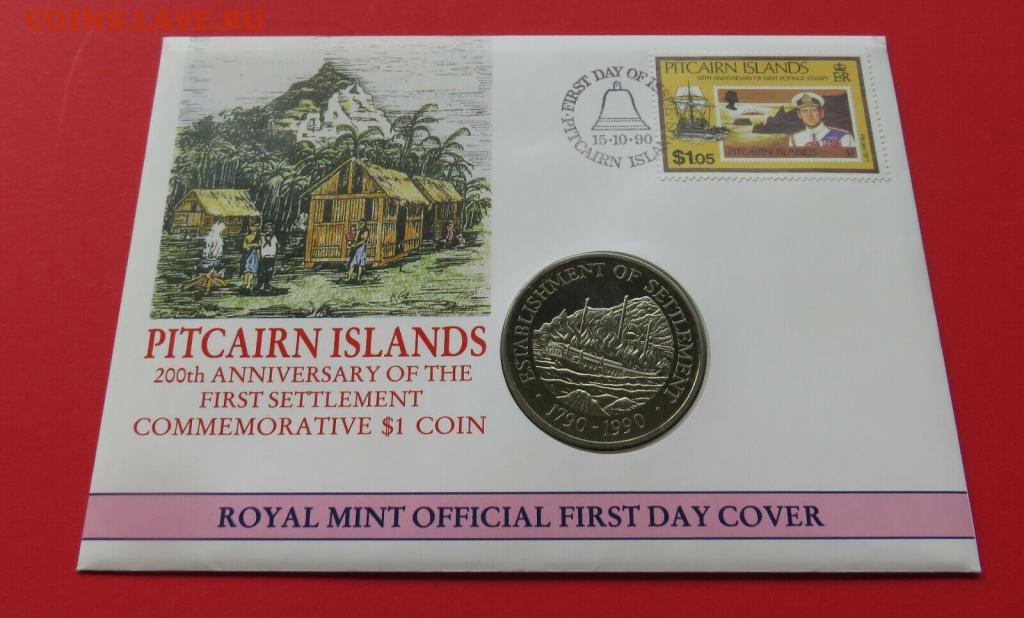 COINS.LAVE.RU
FIRST DAY OF
15·10·90
PITCAIRN
PITCAIRN ISLANDS
50TH ANNIVERSARY OF FIRST POSTAGE STAMPS
E R
$1.05
PITCAIRN ISLANDS
ESTABLISHMENT OF SETTLEMENT
1790-1990
PITCAIRN ISLANDS
200th ANNIVERSARY OF THE
FIRST SETTLEMENT
COMMEMORATIVE $1 COIN
ROYAL MINT OFFICIAL FIRST DAY COVER